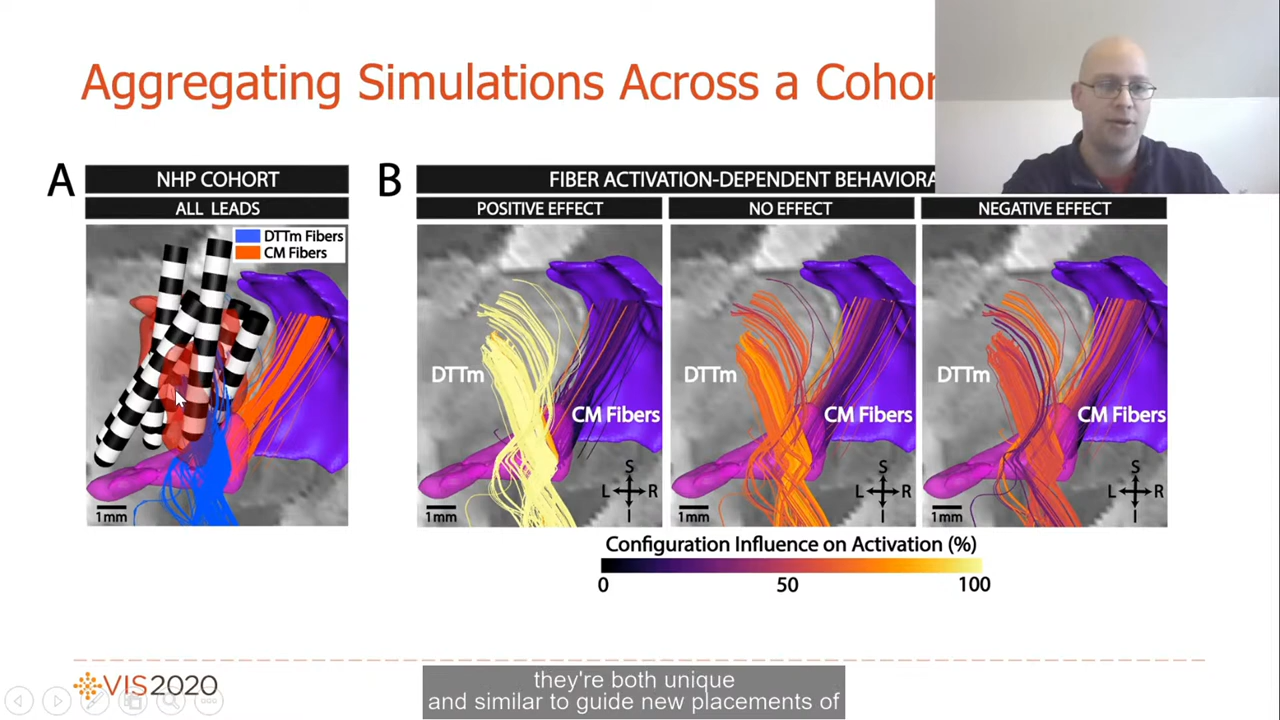 Aggregating Simulations Across a Cohor
A
NHP COHORT
ALL LEADS
DTTm Fibers
CM Fibers
1mm
B
FIBER ACTIVATION-DEPENDENT BEHAVIORA
POSITIVE EFFECT
NO EFFECT
NEGATIVE EFFECT
DTTm
CM Fibers
S
L R
I
1mm
DTTm
CM Fibers
S
L R
I
1mm
DTTm
CM Fibers
S
L R
I
1mm
Configuration Influence on Activation (%)
0 50 100
VIS2020
they're both unique
and similar to guide new placements of